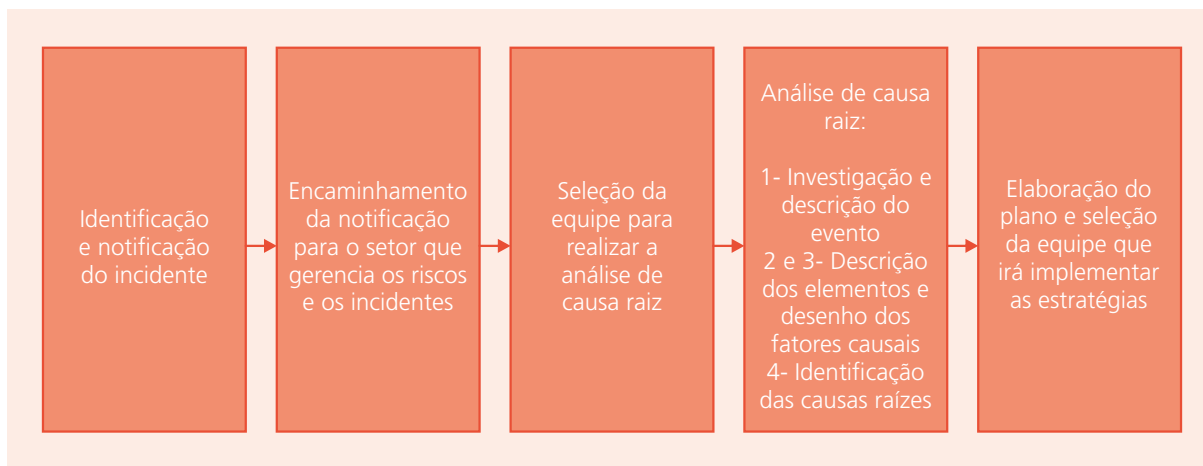 Identificação
e notificação
do incidente
Encaminhamento
da notificação
para o setor que
gerencia os riscos
e os incidentes
Seleção da
equipe para
realizar a
análise de
causa raiz
Análise de causa
raiz:
1- Investigação e
descrição do
evento
2 e 3- Descrição
dos elementos e
desenho dos
fatores causais
4- Identificação
das causas raízes
Elaboração do
plano e seleção
da equipe que
irá implementar
as estratégias